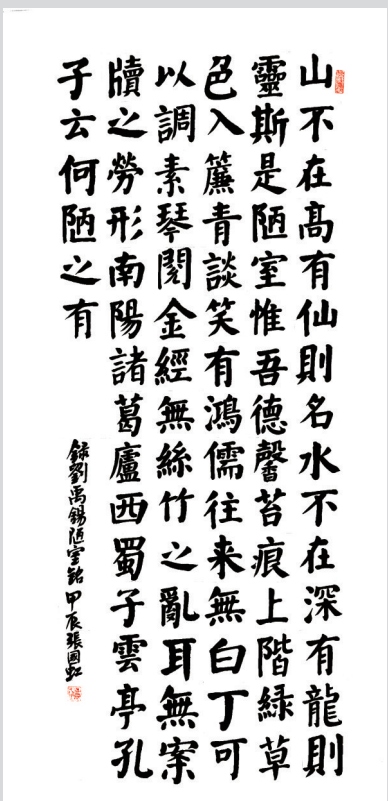 山不在高有仙則名水不在深有龍則
靈斯是陋室惟吾德馨苔痕上階綠草
色入簾青談笑有鴻儒往来無白丁可
以調素琴閱金經無絲竹之亂耳無案
牘之勞形南陽諸葛廬西蜀子雲亭孔
子云何陋之有
録劉禹錫陋室銘甲辰張國虹